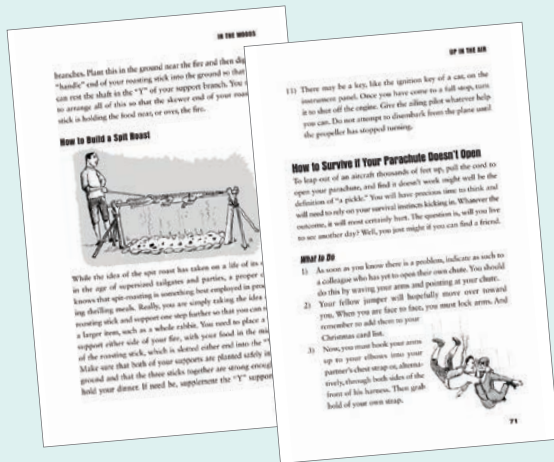 IN THE WOODS
branches. Plant this in the ground near the fire and then dig
"handle" end of your roasting stick into the ground so that
can rest the shaft in the "Y" of your support branch. You
to arrange all of this so that the skewer end of your
stick is holding the food near, or over, the fire.
How to Build a Spit Roast
While the idea of the spit roast has taken on a life of its
in the age of supersized tailgates and parties, a proper
knows that spit-roasting is something best employed in
ing thrilling meals. Really, you are simply taking the idea
roasting stick and support one step further so that you can
a larger item, such as a whole rabbit. You need to place a
support either side of your fire, with your food in the
of the roasting stick, which is slotted either end into the
Make sure that both of your supports are planted safely
ground and that the three sticks together are strong
hold your dinner. If need be, supplement the "Y"
UP IN THE AIR
11) There may be a key, like the ignition key of a car, on the
instrument panel. Once you have come to a full stop, turn
it to shut off the engine. Give the ailing pilot whatever help
you can. Do not attempt to disembark from the plane until
the propeller has stopped turning.
How to Survive if Your Parachute Doesn't Open
To leap out of an aircraft thousands of feet up, pull the cord to
open your parachute, and find it doesn't work might well be the
definition of "a pickle." You will have precious time to think and
will need to rely on your survival instincts kicking in. Whatever the
outcome, it will most certainly hurt. The question is, will you live
to see another day? Well, you just might if you can find a friend.
What to Do
1) As soon as you know there is a problem, indicate as such to
a colleague who has yet to open their own chute. You should
do this by waving your arms and pointing at your chute.
2) Your fellow jumper will hopefully move over toward
you. When you are face to face, you must lock arms. And
remember to add them to your
Christmas card list.
3) Now, you must hook your arms
up to your elbows into your
partner's chest strap or, alterna-
tively, through both sides of the
front of his harness. Then grab
hold of your own strap.
71